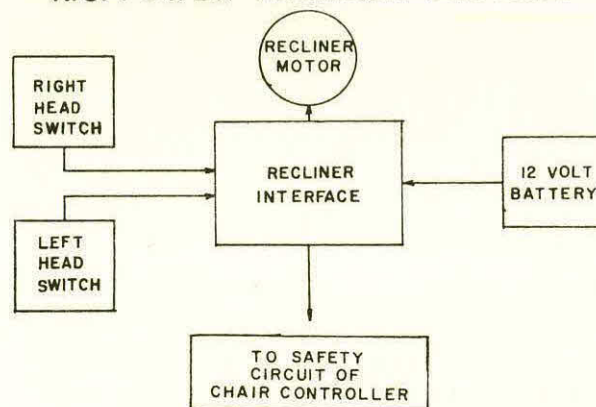 RECLINER
MOTOR
RIGHT
HEAD
SWITCH
RECLINER
INTERFACE
12 VOLT
BATTERY
LEFT
HEAD
SWITCH
TO SAFETY
CIRCUIT OF
CHAIR CONTROLLER